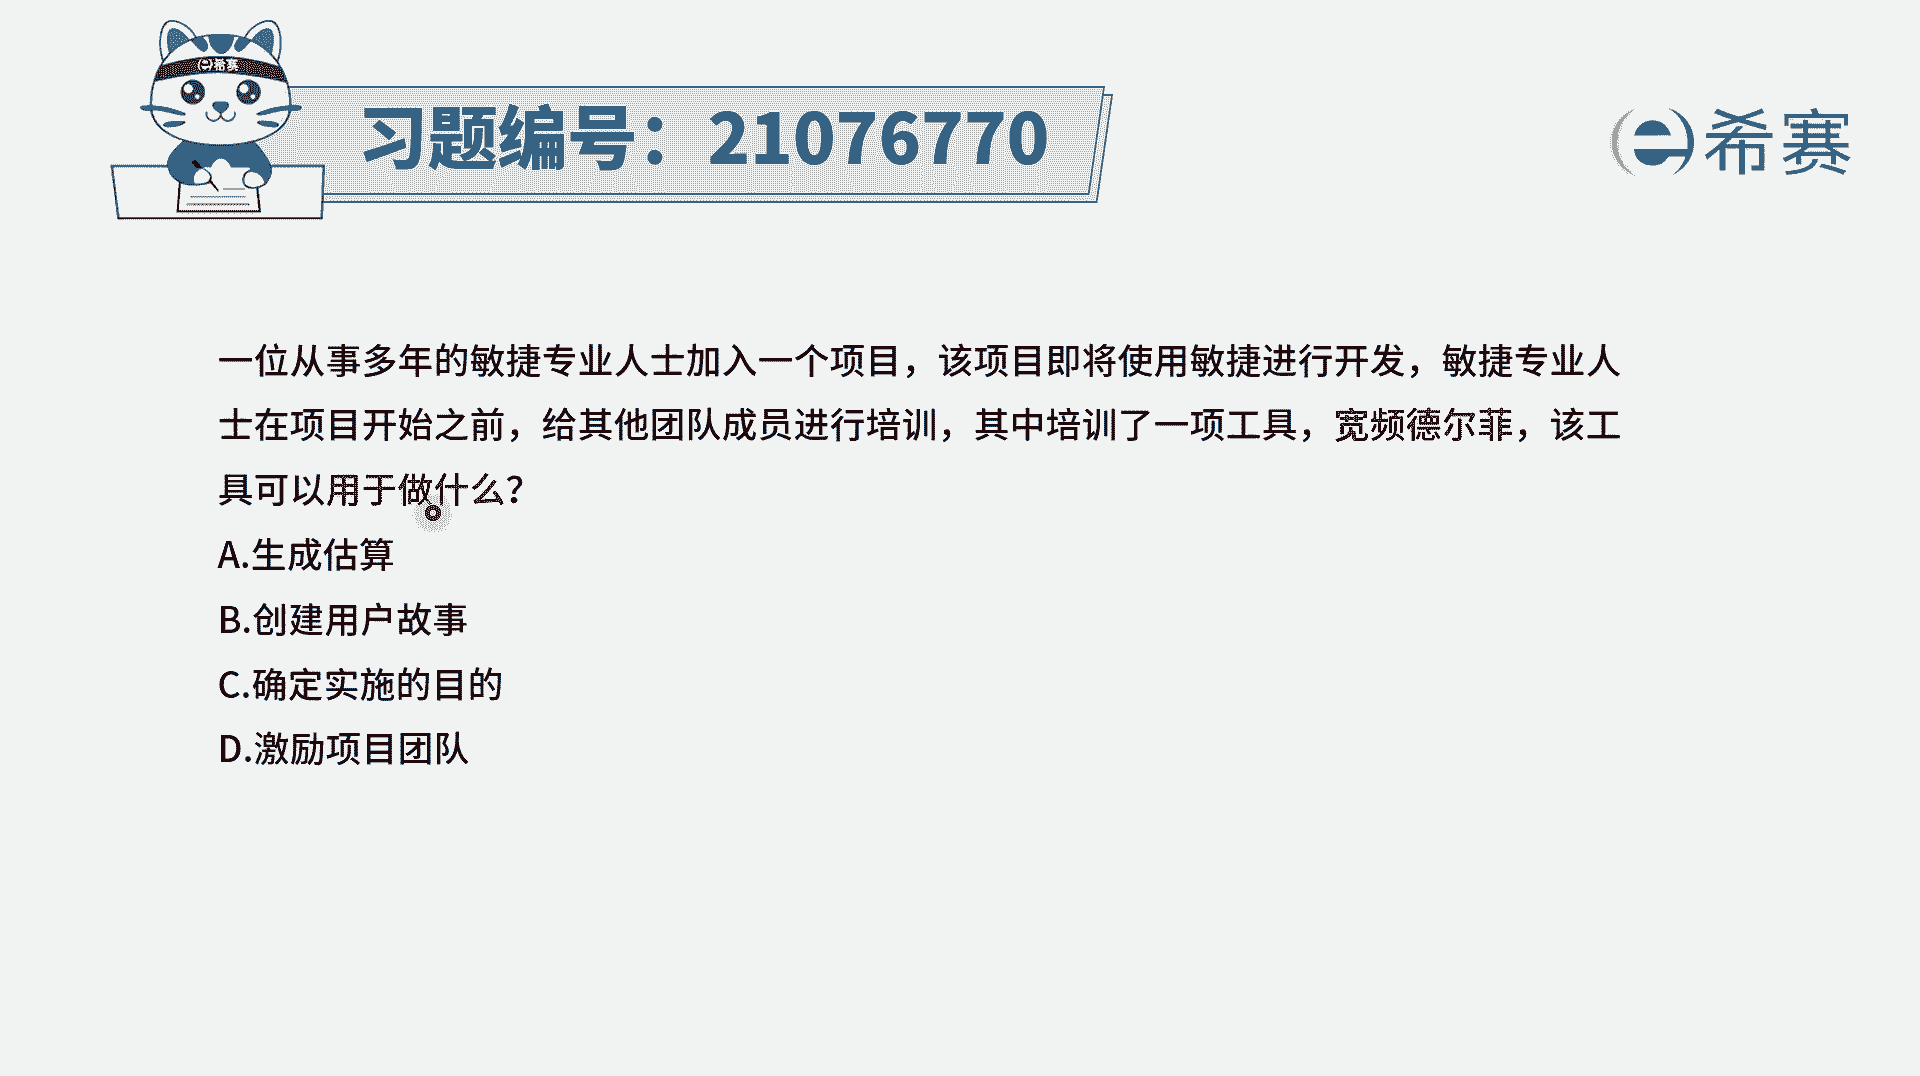 希赛
习题编号：21076770
希赛
一位从事多年的敏捷专业人士加入一个项目，该项目即将使用敏捷进行开发，敏捷专业人
士在项目开始之前，给其他团队成员进行培训，其中培训了一项工具，宽频德尔菲，该工
具可以用于做什么？
A.生成估算
B.创建用户故事
C.确定实施的目的
D.激励项目团队